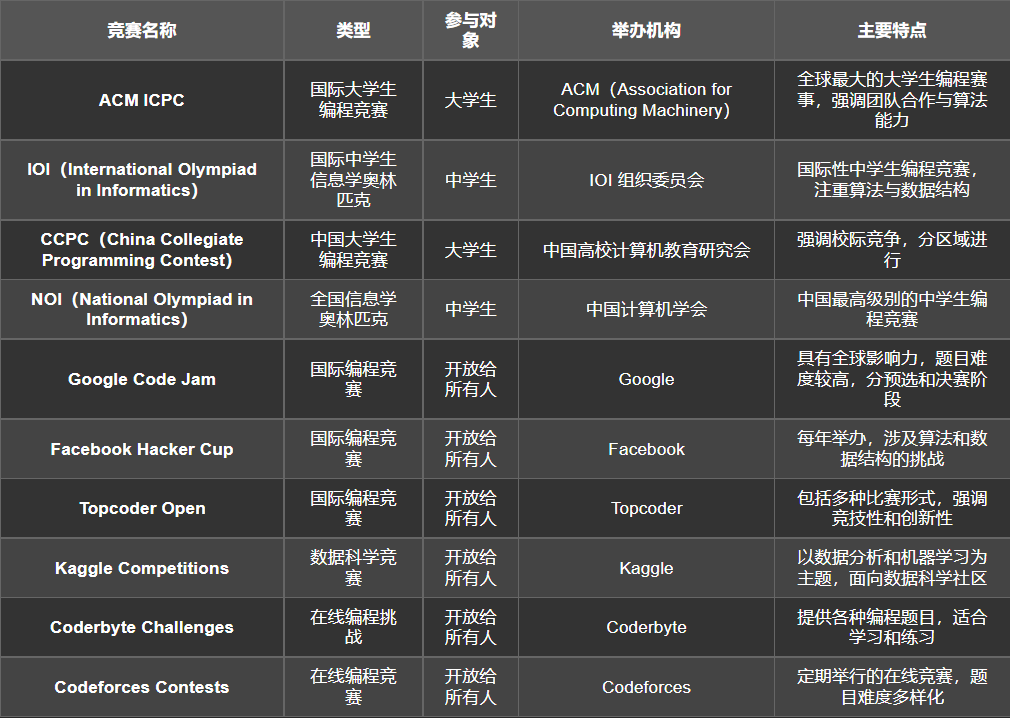 竞赛名称
类型
参与对
象
举办机构
主要特点
ACM ICPC
国际大学生
编程竞赛
大学生
ACM（Association for
Computing Machinery）
全球最大的大学生编程赛
事，强调团队合作与算法
能力
IOI（International Olympiad
in Informatics）
国际中学生
信息学奥林
匹克
中学生
IOI 组织委员会
国际性中学生编程竞赛，
注重算法与数据结构
CCPC（China Collegiate
Programming Contest）
中国大学生
编程竞赛
大学生
中国高校计算机教育研究会
强调校际竞争，分区域进
行
NOI（National Olympiad in
Informatics）
全国信息学
奥林匹克
中学生
中国计算机学会
中国最高级别的中学生编
程竞赛
Google Code Jam
国际编程竞
赛
开放给
所有人
Google
具有全球影响力，题目难
度较高，分预选和决赛阶
段
Facebook Hacker Cup
国际编程竞
赛
开放给
所有人
Facebook
每年举办，涉及算法和数
据结构的挑战
Topcoder Open
国际编程竞
赛
开放给
所有人
Topcoder
包括多种比赛形式，强调
竞技性和创新性
Kaggle Competitions
数据科学竞
赛
开放给
所有人
Kaggle
以数据分析和机器学习为
主题，面向数据科学社区
Coderbyte Challenges
在线编程挑
战
开放给
所有人
Coderbyte
提供各种编程题目，适合
学习和练习
Codeforces Contests
在线编程竞
赛
开放给
所有人
Codeforces
定期举行的在线竞赛，题
目难度多样化